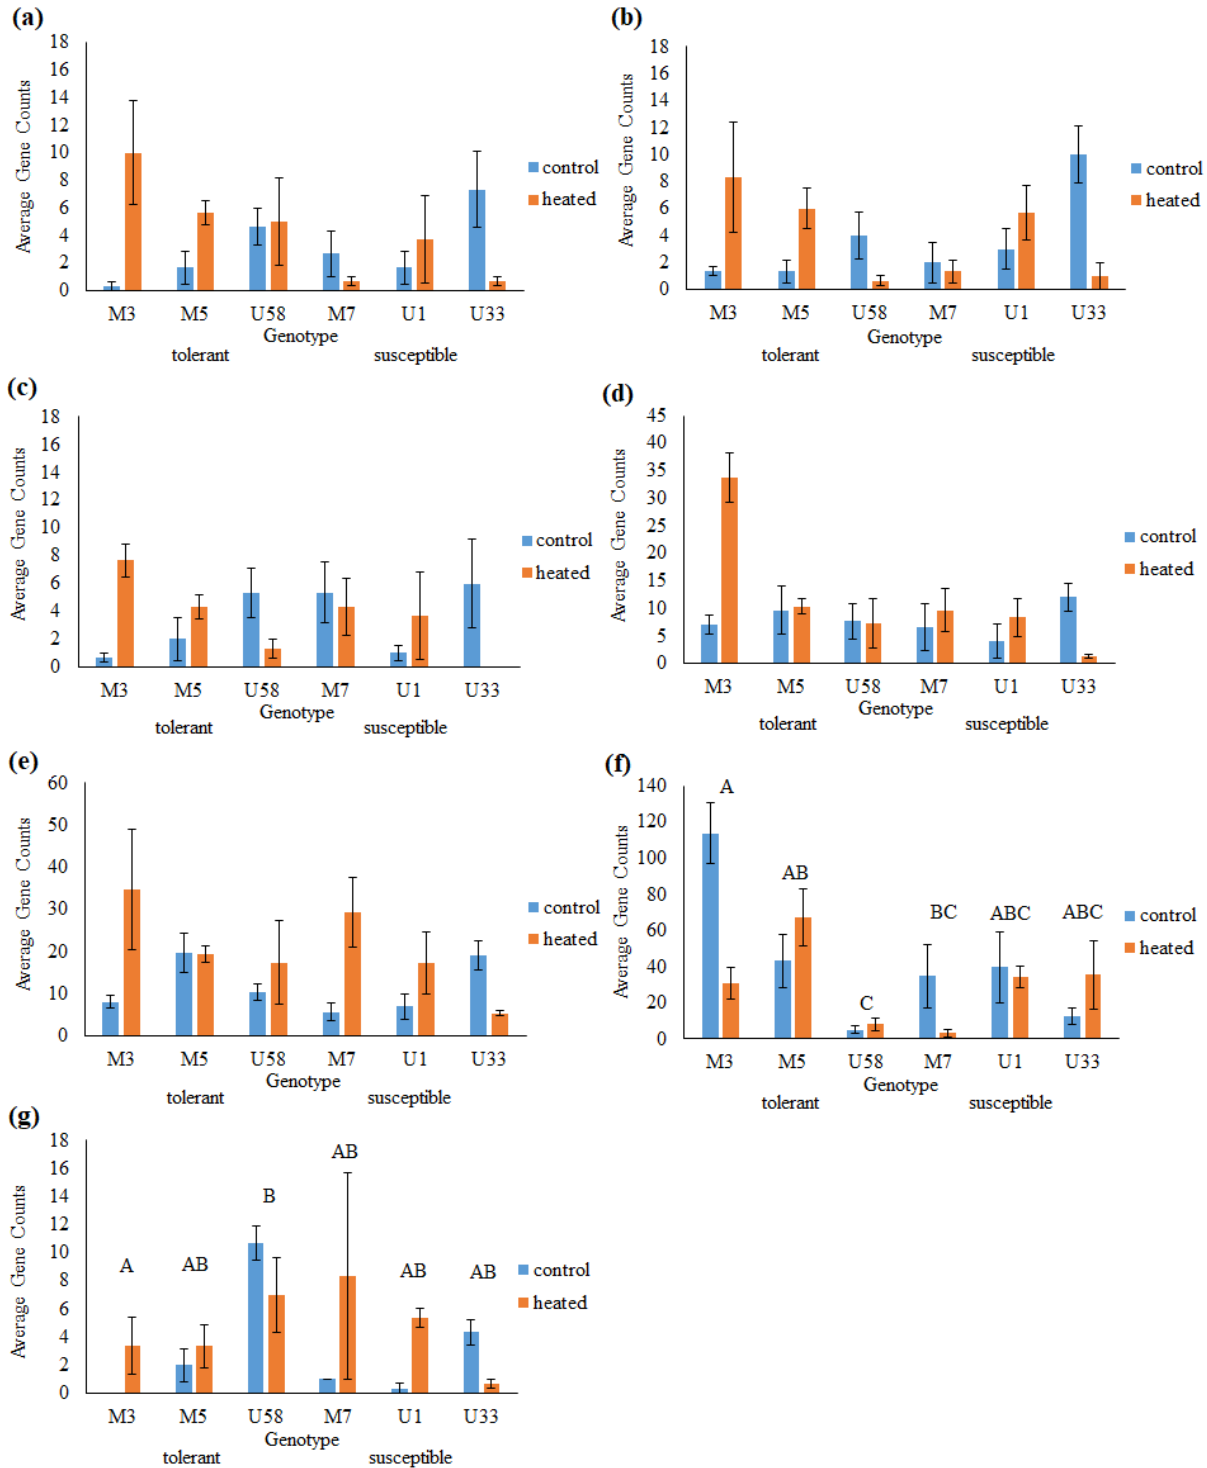 (a)
18
16
14
12
10
8
6
4
2
0
Average Gene Counts
control
heated
M3 M5 U58 M7 U1 U33
Genotype
tolerant susceptible
(b)
18
16
14
12
10
8
6
4
2
0
Average Gene Counts
control
heated
M3 M5 U58 M7 U1 U33
Genotype
tolerant susceptible
(c)
18
16
14
12
10
8
6
4
2
0
Average Gene Counts
control
heated
M3 M5 U58 M7 U1 U33
Genotype
tolerant susceptible
(d)
45
40
35
30
25
20
15
10
5
0
Average Gene Counts
control
heated
M3 M5 U58 M7 U1 U33
Genotype
tolerant susceptible
(e)
60
50
40
30
20
10
0
Average Gene Counts
control
heated
M3 M5 U58 M7 U1 U33
Genotype
tolerant susceptible
(f)
140
120
100
80
60
40
20
0
Average Gene Counts
A AB C BC ABC ABC
control
heated
M3 M5 U58 M7 U1 U33
Genotype
tolerant susceptible
(g)
18
16
14
12
10
8
6
4
2
0
Average Gene Counts
A AB B AB AB AB
control
heated
M3 M5 U58 M7 U1 U33
Genotype
tolerant susceptible